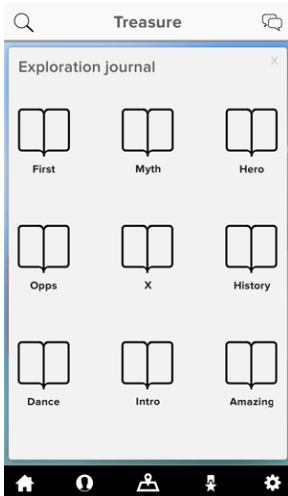 Treasure
Exploration journal X
First Myth Hero
Opps X History
Dance Intro Amazing